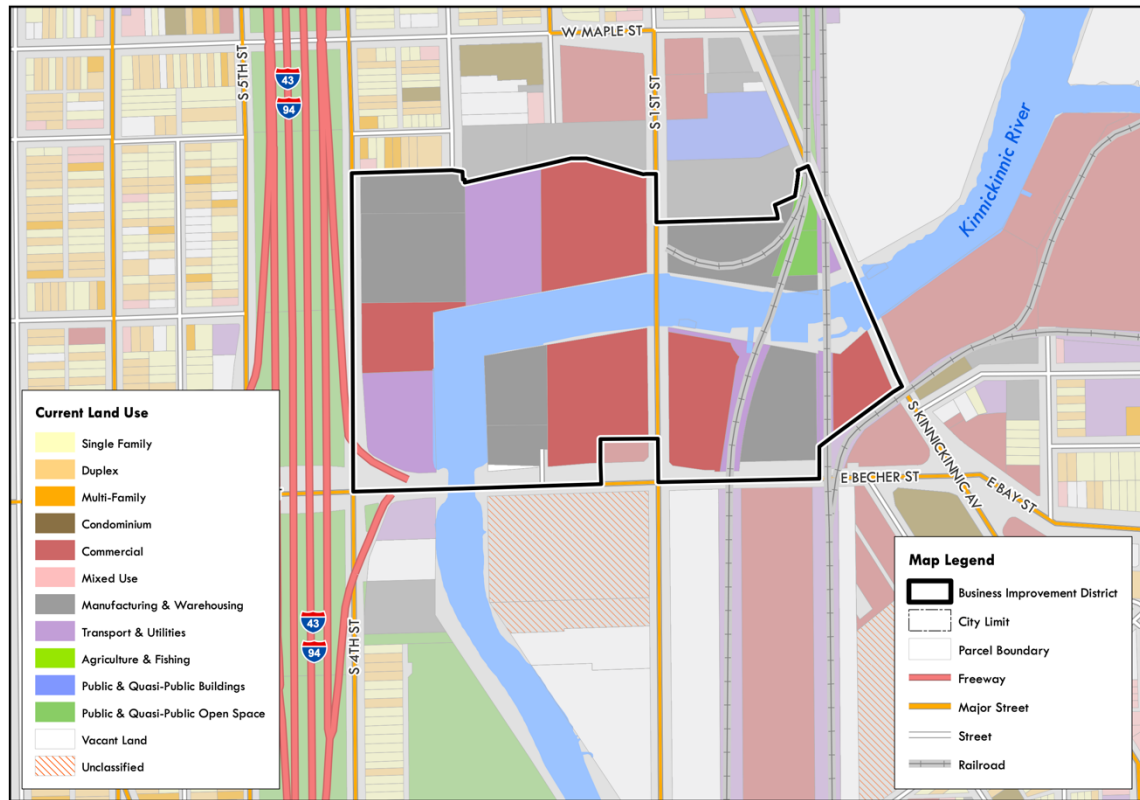 W MAPLE ST
S 5TH ST
43
94
S 1ST ST
Kinnickinnic River
Current Land Use
Single Family
Duplex
Multi-Family
Condominium
Commercial
Mixed Use
Manufacturing & Warehousing
Transport & Utilities
Agriculture & Fishing
Public & Quasi-Public Buildings
Public & Quasi-Public Open Space
Vacant Land
Unclassified
43
94
S 4TH ST
E BECHER ST
S KINNICKINNIC AV
E BAY ST
Map Legend
Business Improvement District
City Limit
Parcel Boundary
Freeway
Major Street
Street
Railroad